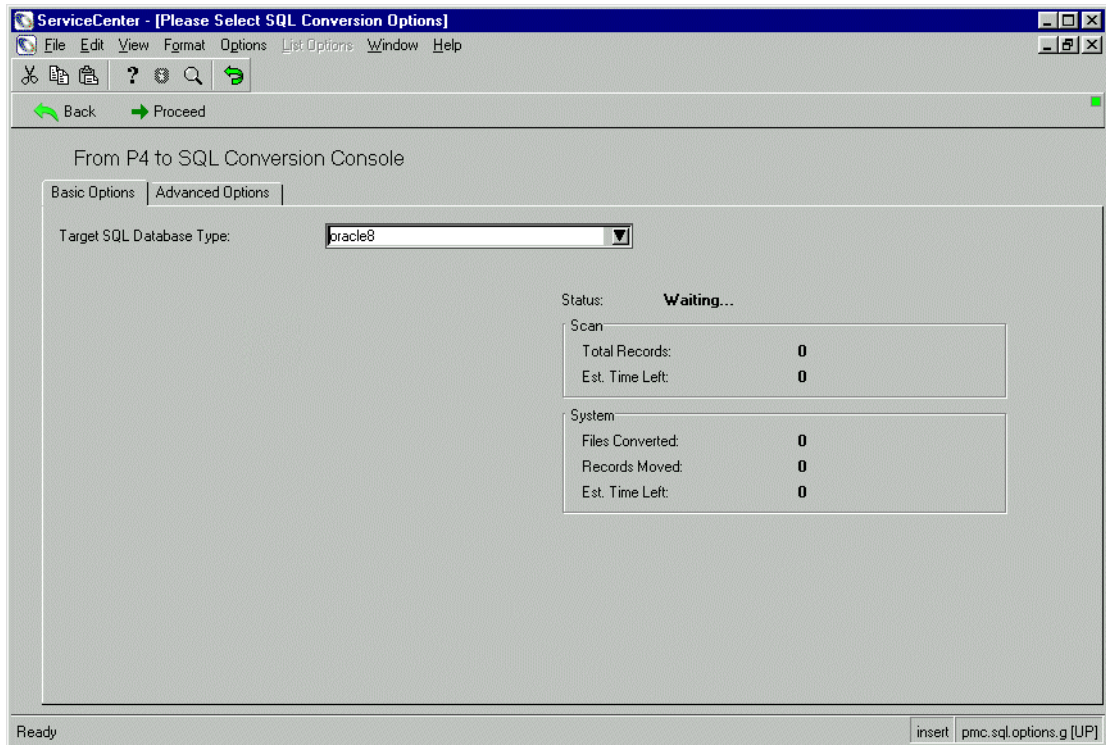 ServiceCenter - [Please Select SQL Conversion Options]
File Edit View Format Options List Options Window Help
Back Proceed
From P4 to SQL Conversion Console
Basic Options Advanced Options
Target SQL Database Type: oracle8
Status: Waiting...
Scan
Total Records: 0
Est. Time Left: 0
System
Files Converted: 0
Records Moved: 0
Est. Time Left: 0
Ready insert pmc.sql.options.g [UP]